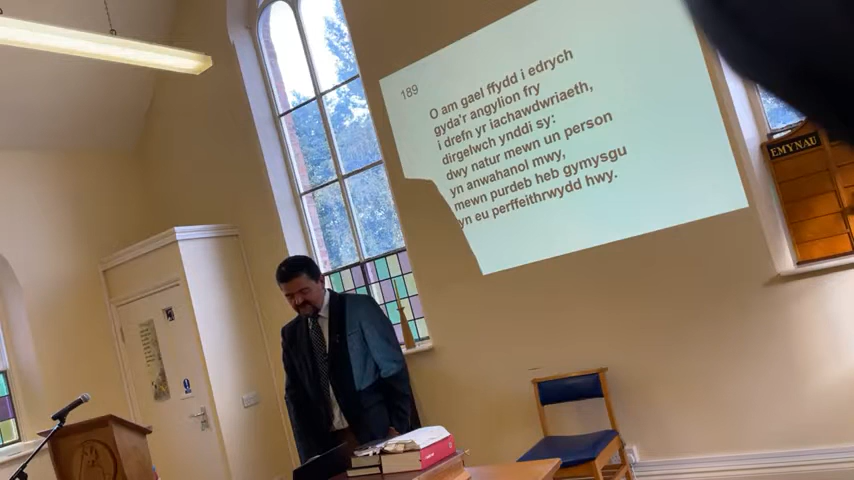 189
O am gael ffydd i edrych
gyda'r angylion fry
i drefn yr iachawdwriaeth,
dirgelwch ynddi sy:
dwy natur mewn un person
yn anwahanol mwy,
mewn purdeb heb gymysgu
yn eu perffeithrwydd hwy.
EMYNAU